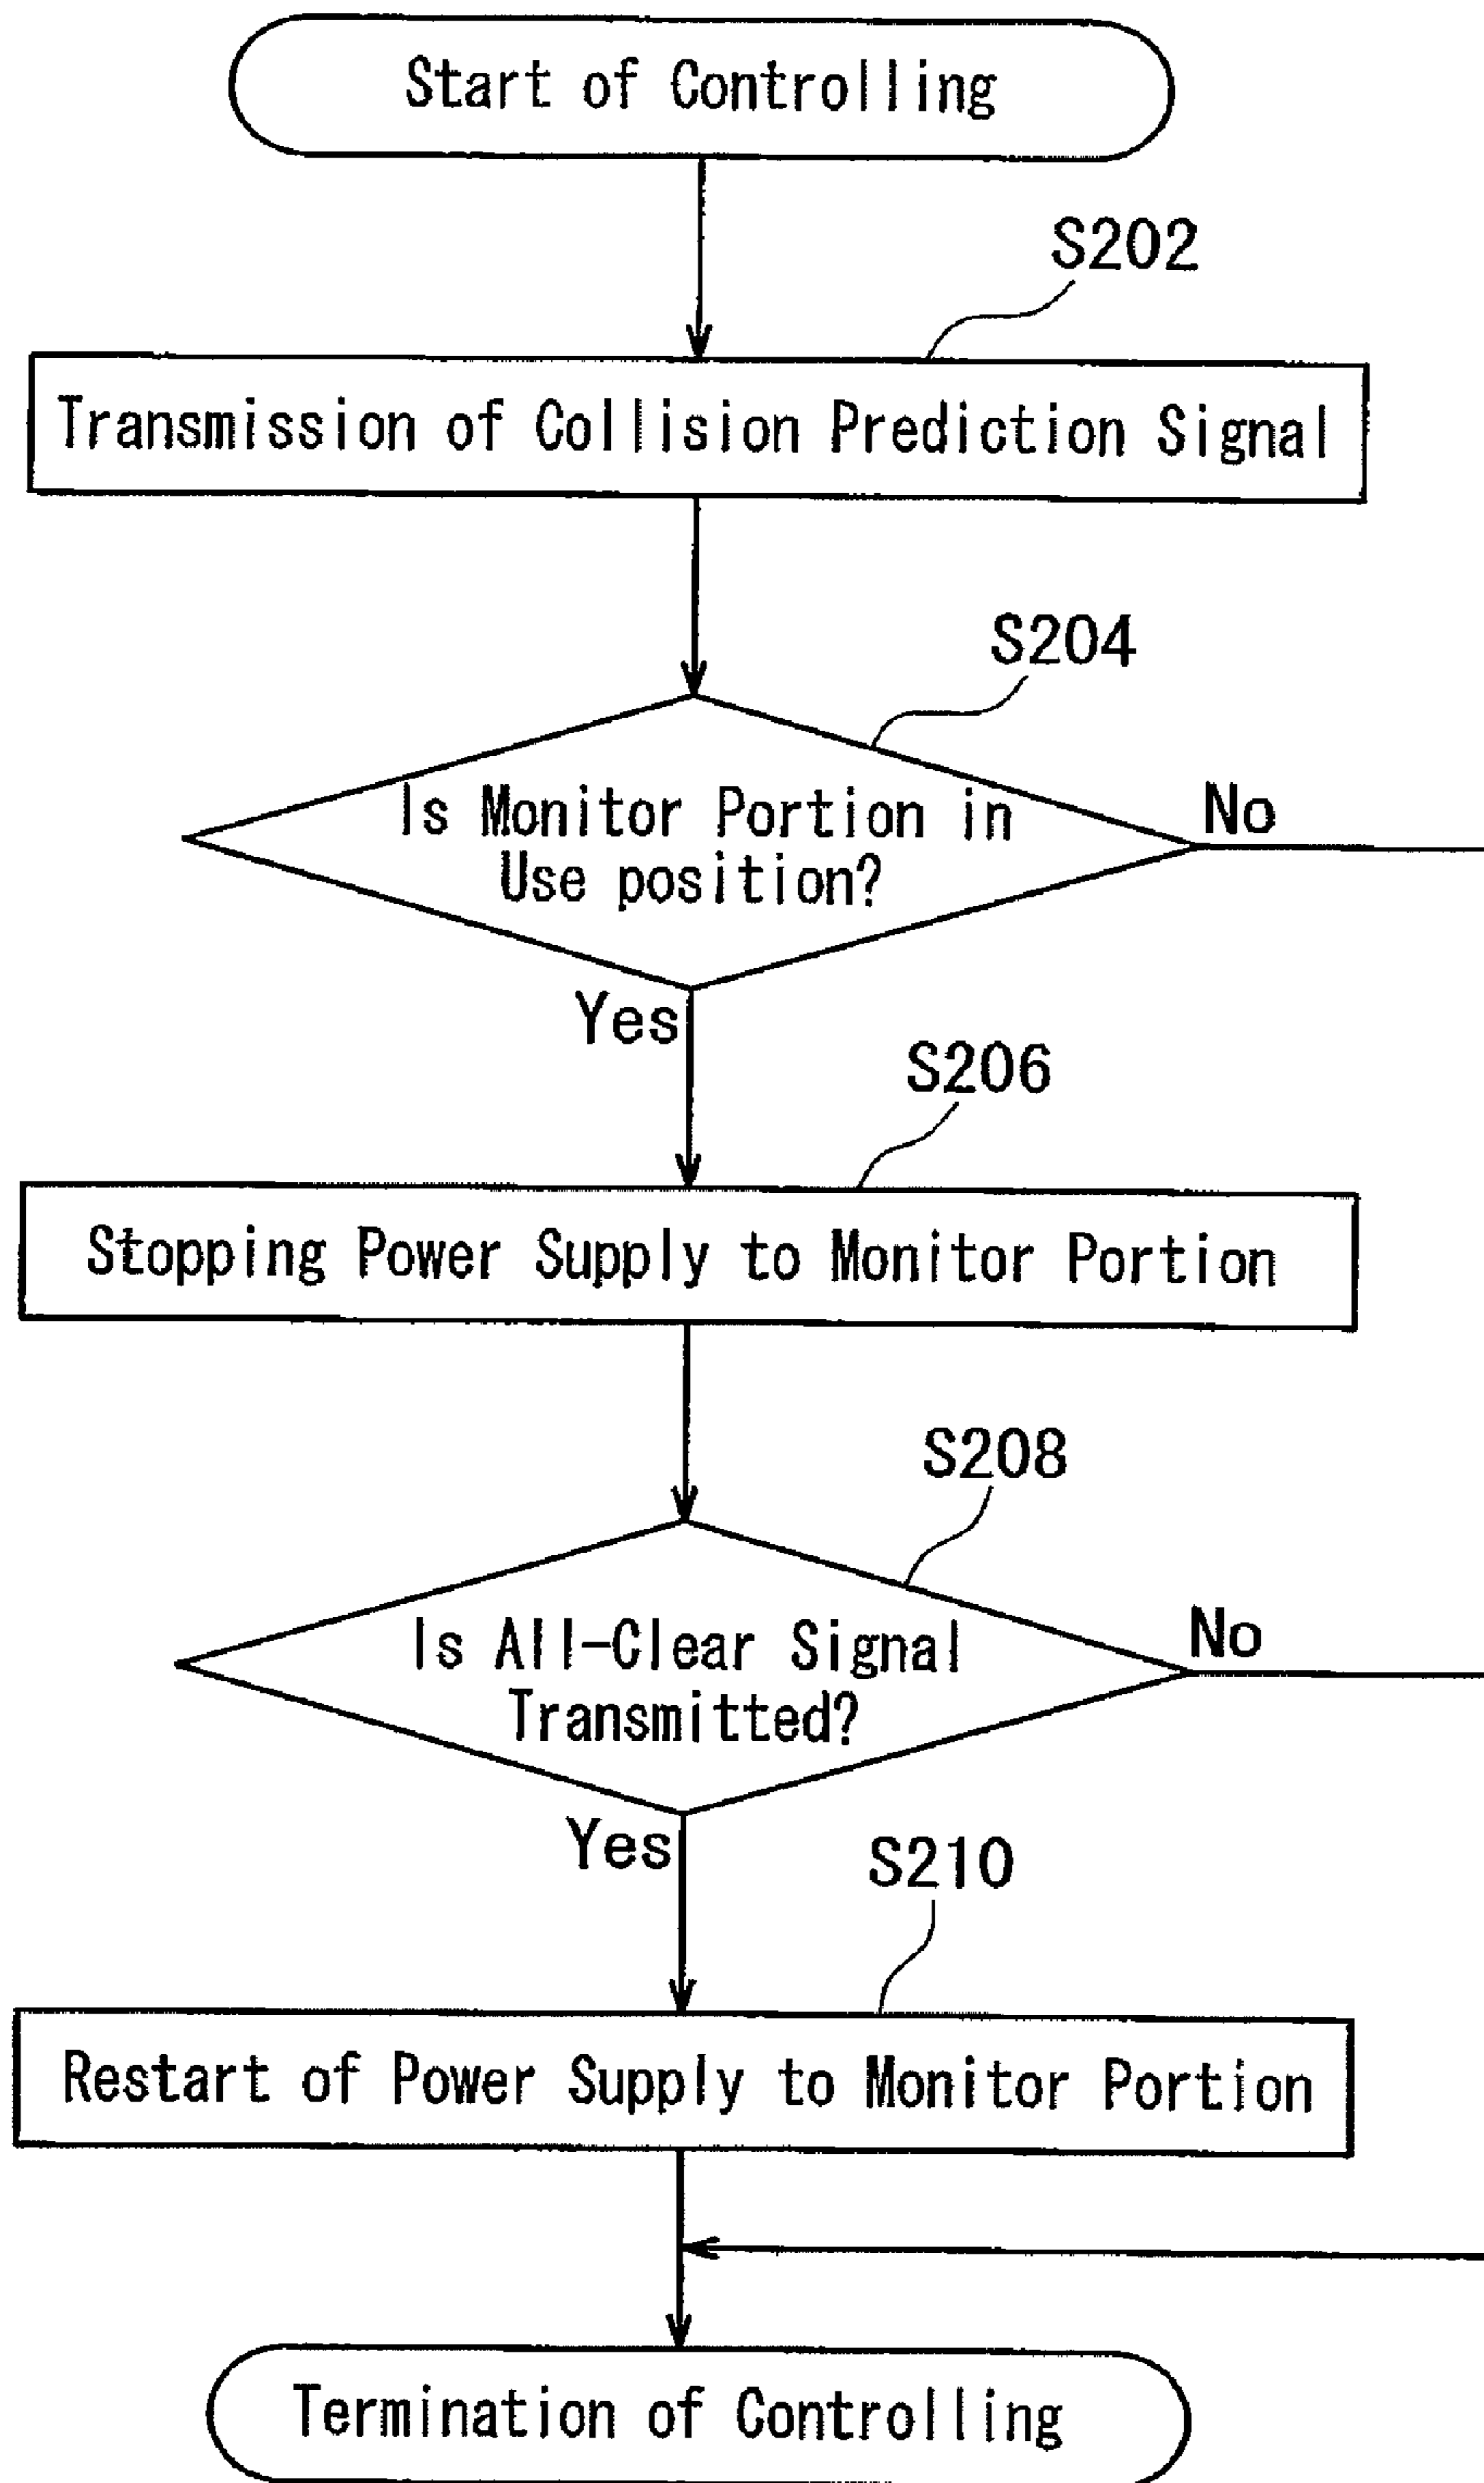 Start of Controlling
S202
Transmission of Collision Prediction Signal
S204
Is Monitor Portion in
Use position?
No
Yes
S206
Stopping Power Supply to Monitor Portion
S208
Is All-Clear Signal
Transmitted?
No
Yes
S210
Restart of Power Supply to Monitor Portion
Termination of Controlling